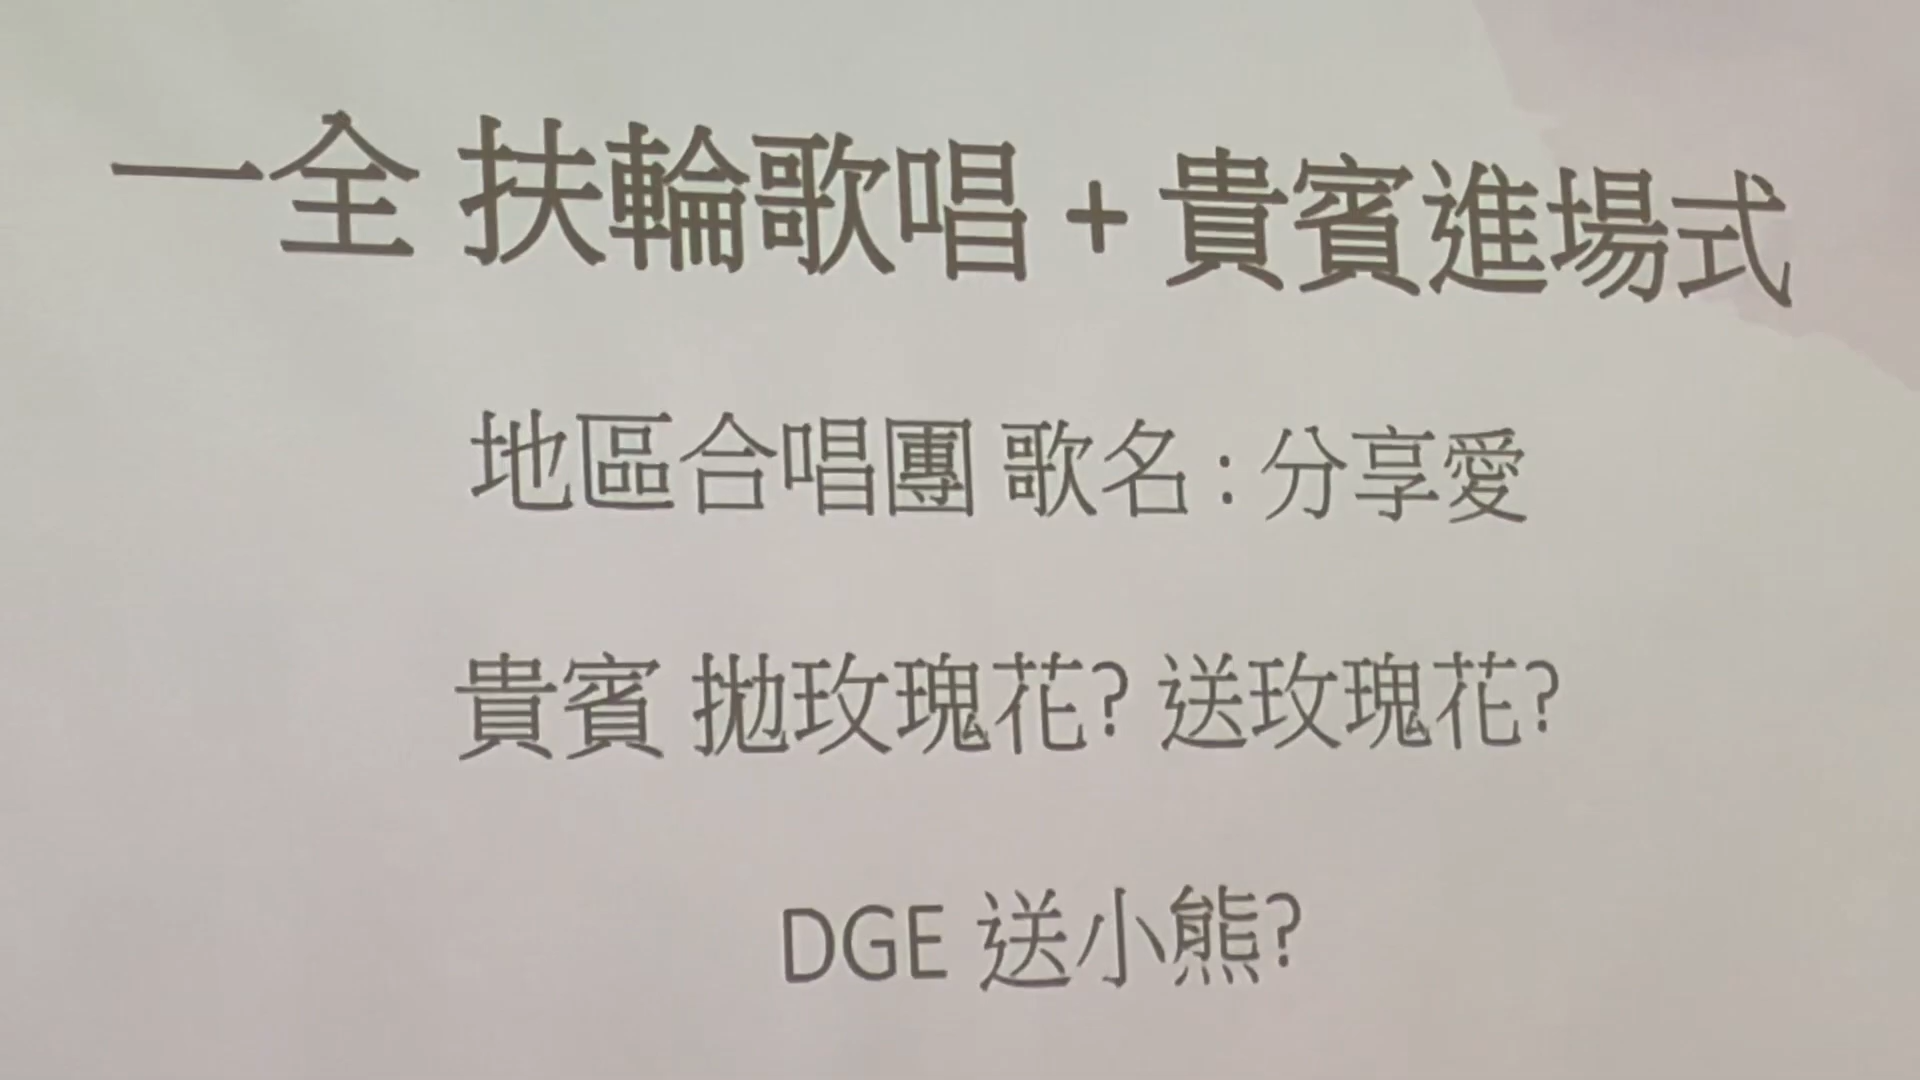 一全 扶輪歌唱 + 貴賓進場式
地區合唱團 歌名 : 分享愛
貴賓 拋玫瑰花? 送玫瑰花?
DGE 送小熊?